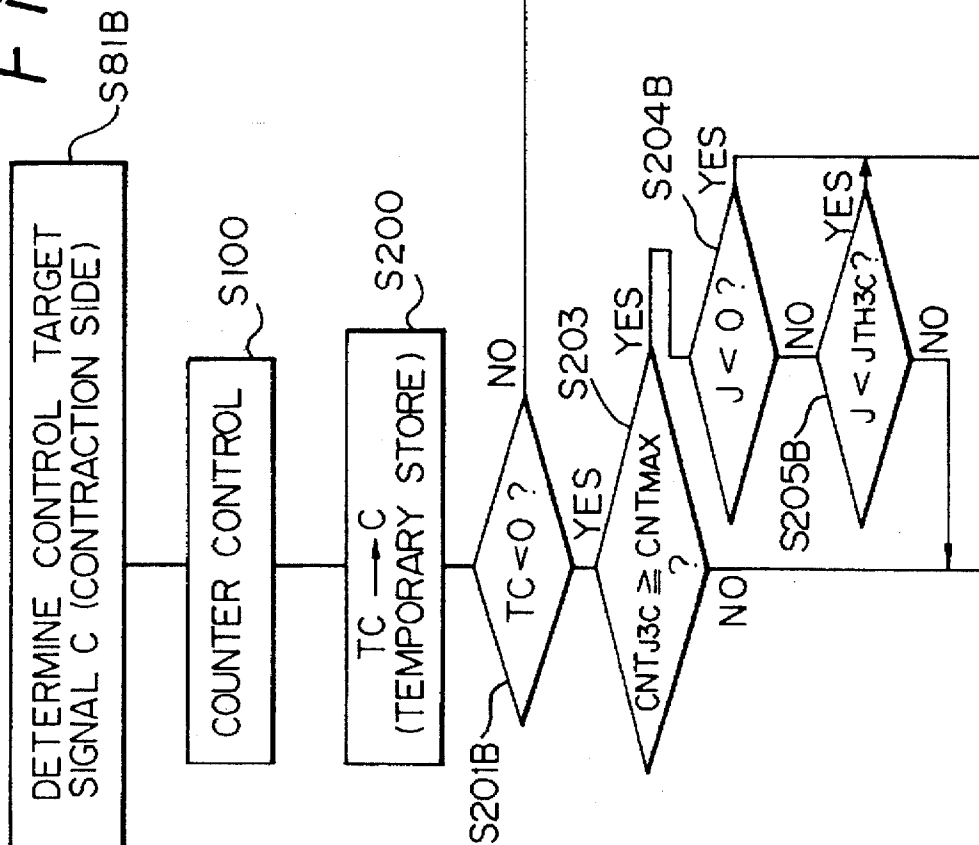 DETERMINE CONTROL TARGET
SIGNAL C (CONTRACTION SIDE)
S81B
COUNTER CONTROL
S100
TC → C
(TEMPORARY STORE)
S200
TC < 0 ?
S201B
NO
YES
CNTJ3C ≧ CNTMAX
?
S203
YES
NO
J < 0 ?
S204B
YES
NO
J < JTH3C ?
S205B
YES
NO